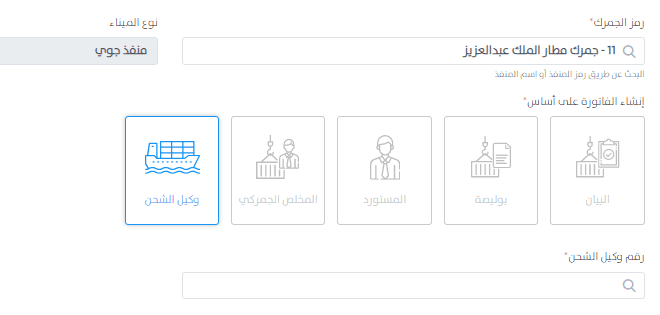 رمز الجمرك*
نوع الميناء
11 - جمرك مطار الملك عبدالعزيز
منفذ جوي
البحث عن طريق رمز المنفذ أو اسم المنفذ
إنشاء الفاتورة على أساس*
البيان
بوليصة
المستورد
المخلص الجمركي
وكيل الشحن
رقم وكيل الشحن*